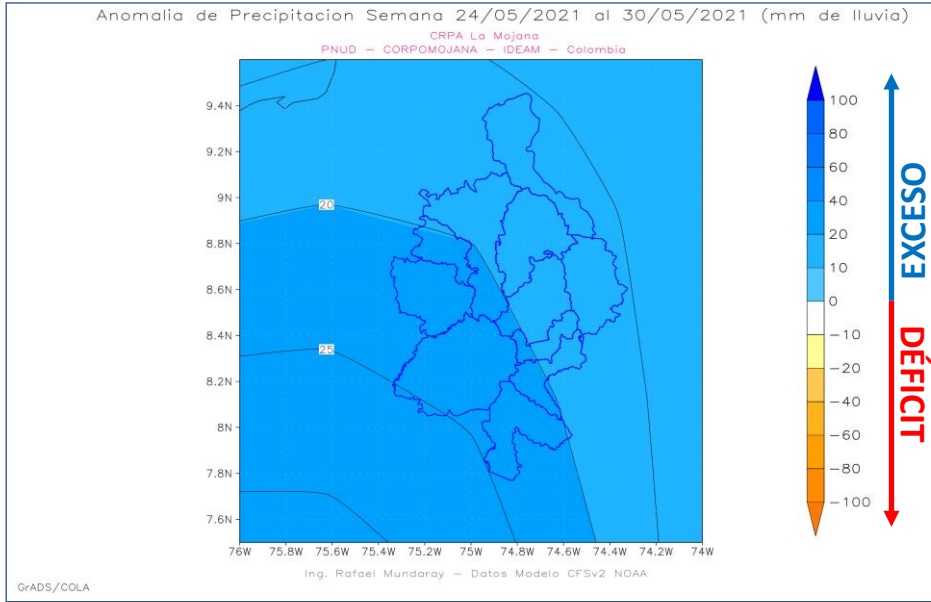 Anomalia de Precipitacion Semana 24/05/2021 al 30/05/2021 (mm de lluvia)
CRPA La Mojana
PNUD – CORPOMOJANA – IDEAM – Colombia
9.4N
9.2N
9N
8.8N
8.6N
8.4N
8.2N
8N
7.8N
7.6N
20
25
76W 75.8W 75.6W 75.4W 75.2W 75W 74.8W 74.6W 74.4W 74.2W 74W
100
80
60
40
20
10
0
−10
−20
−40
−60
−80
−100
EXCESO
DÉFICIT
Ing. Rafael Mundaray – Datos Modelo CFSv2 NOAA
GrADS/COLA